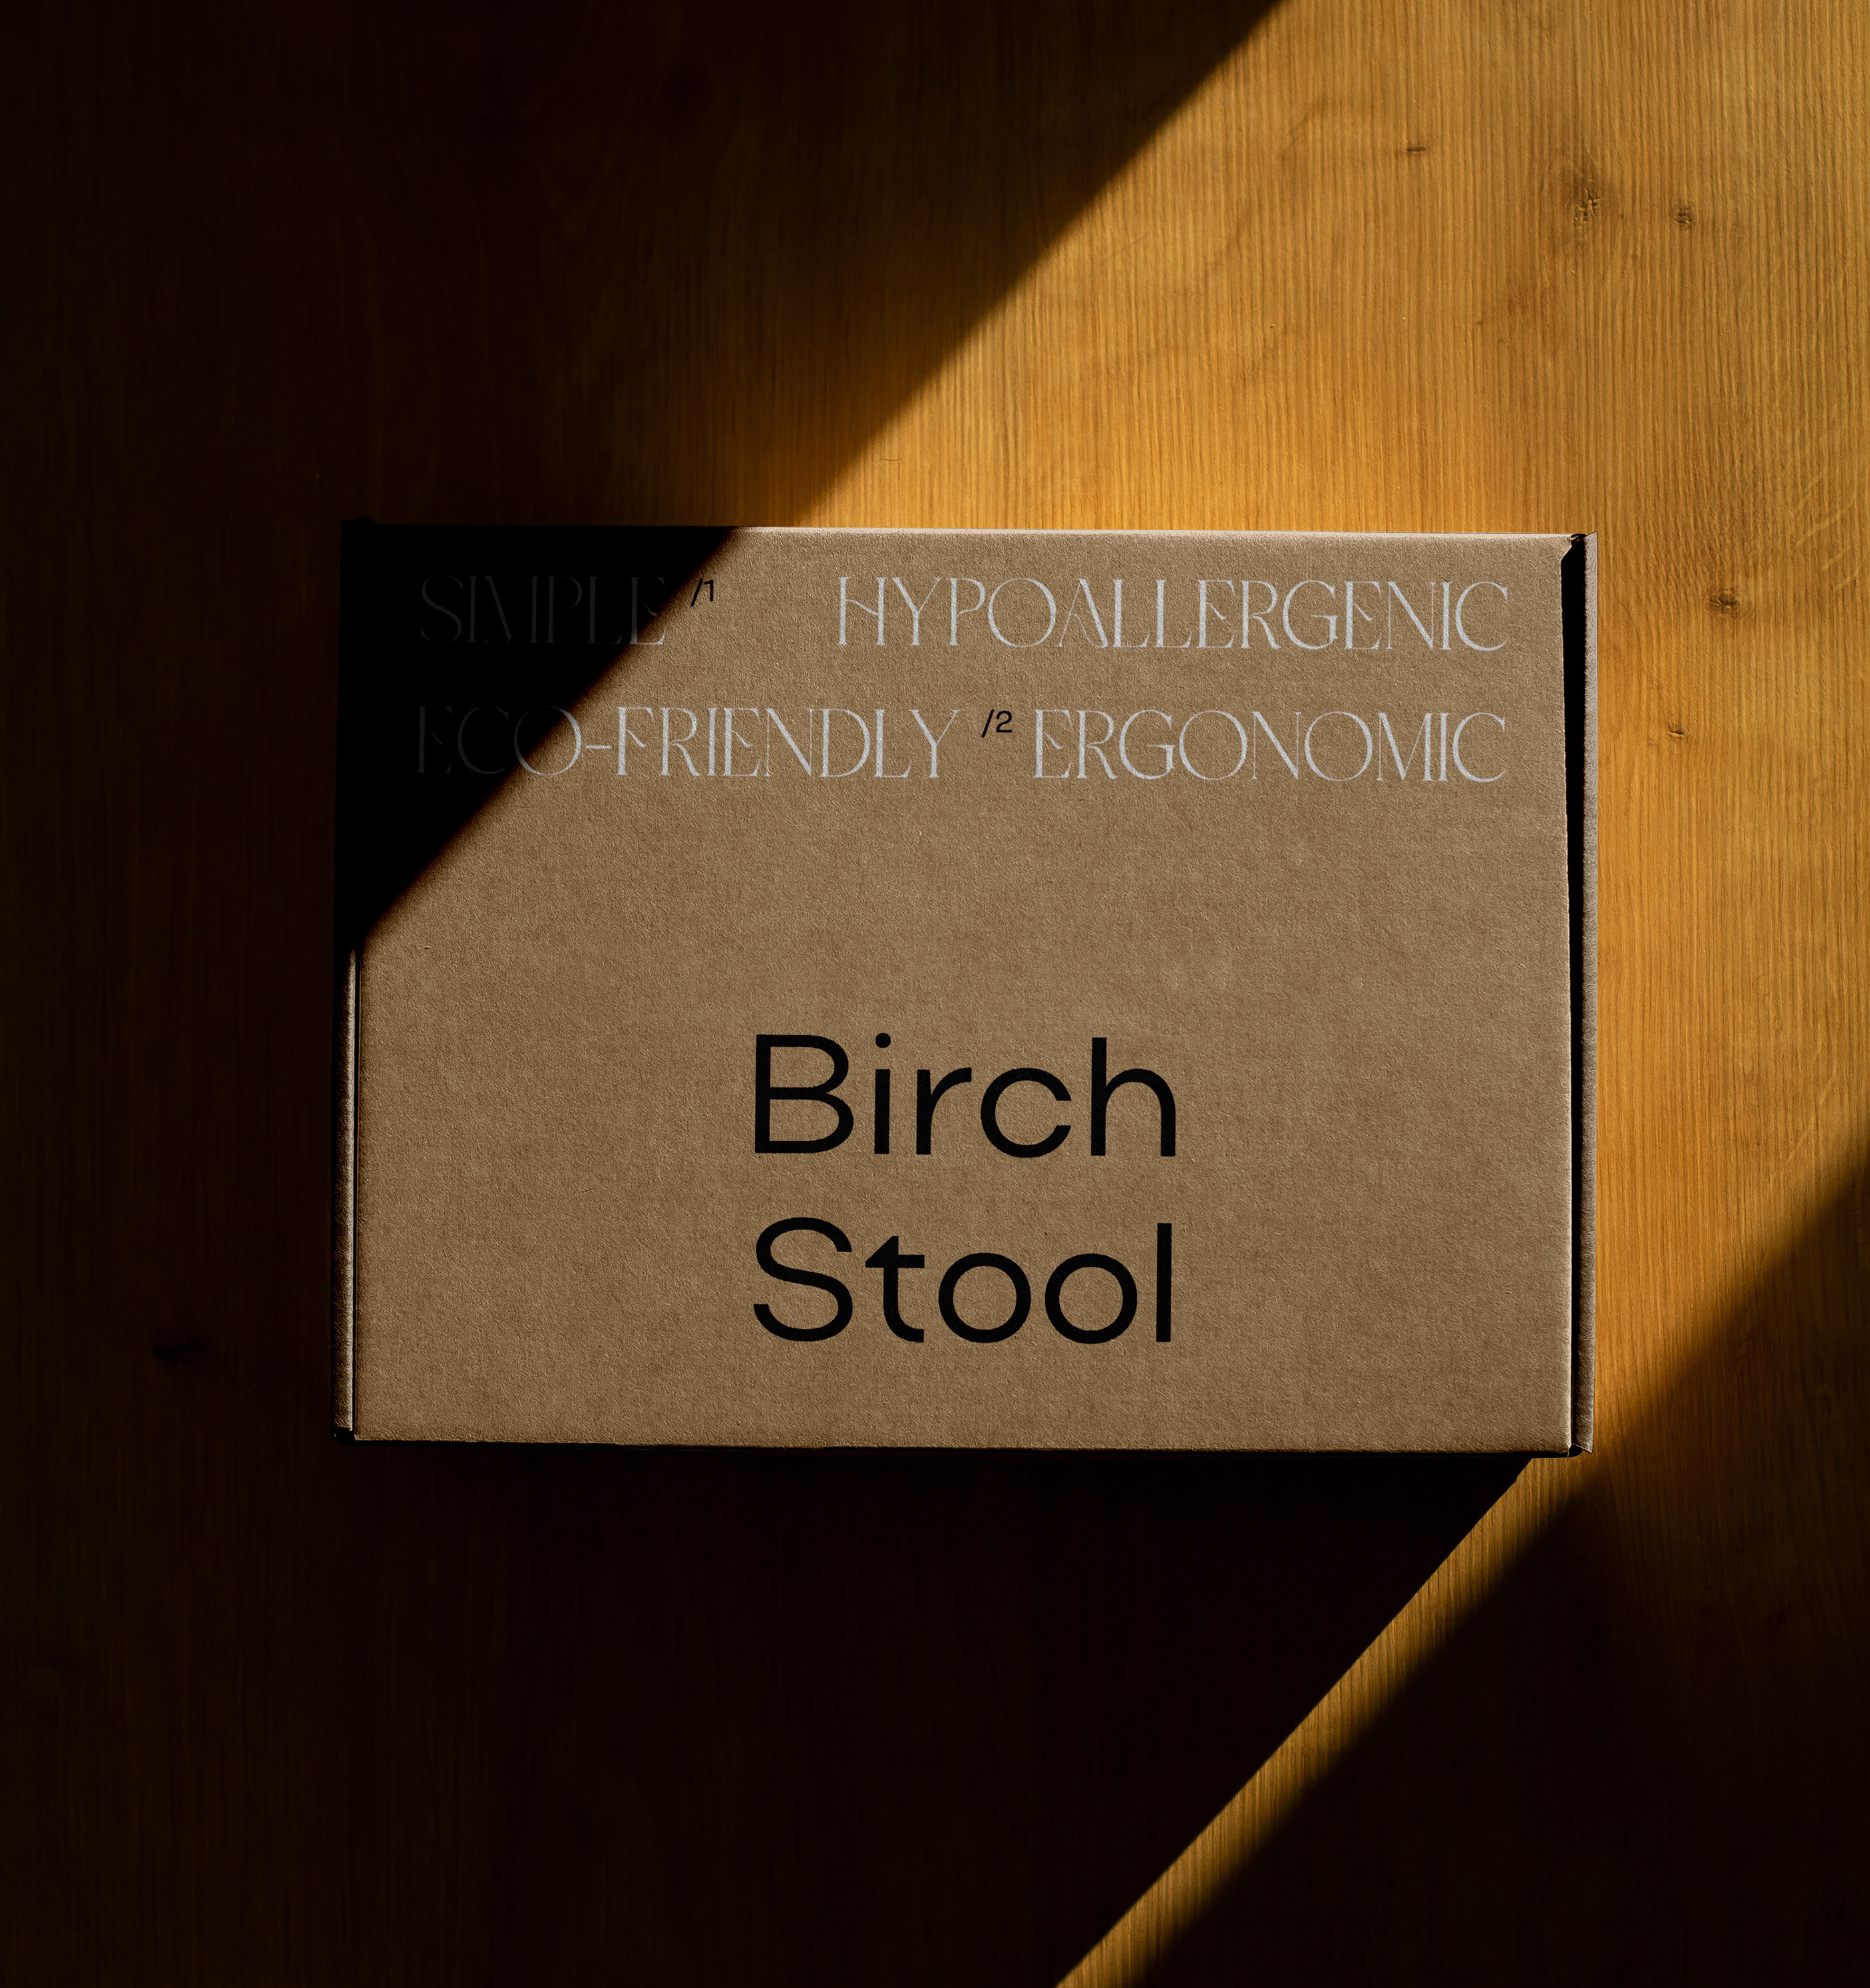 SIMPLE /1 HYPOALLERGENIC
ECO-FRIENDLY /2 ERGONOMIC
Birch
Stool